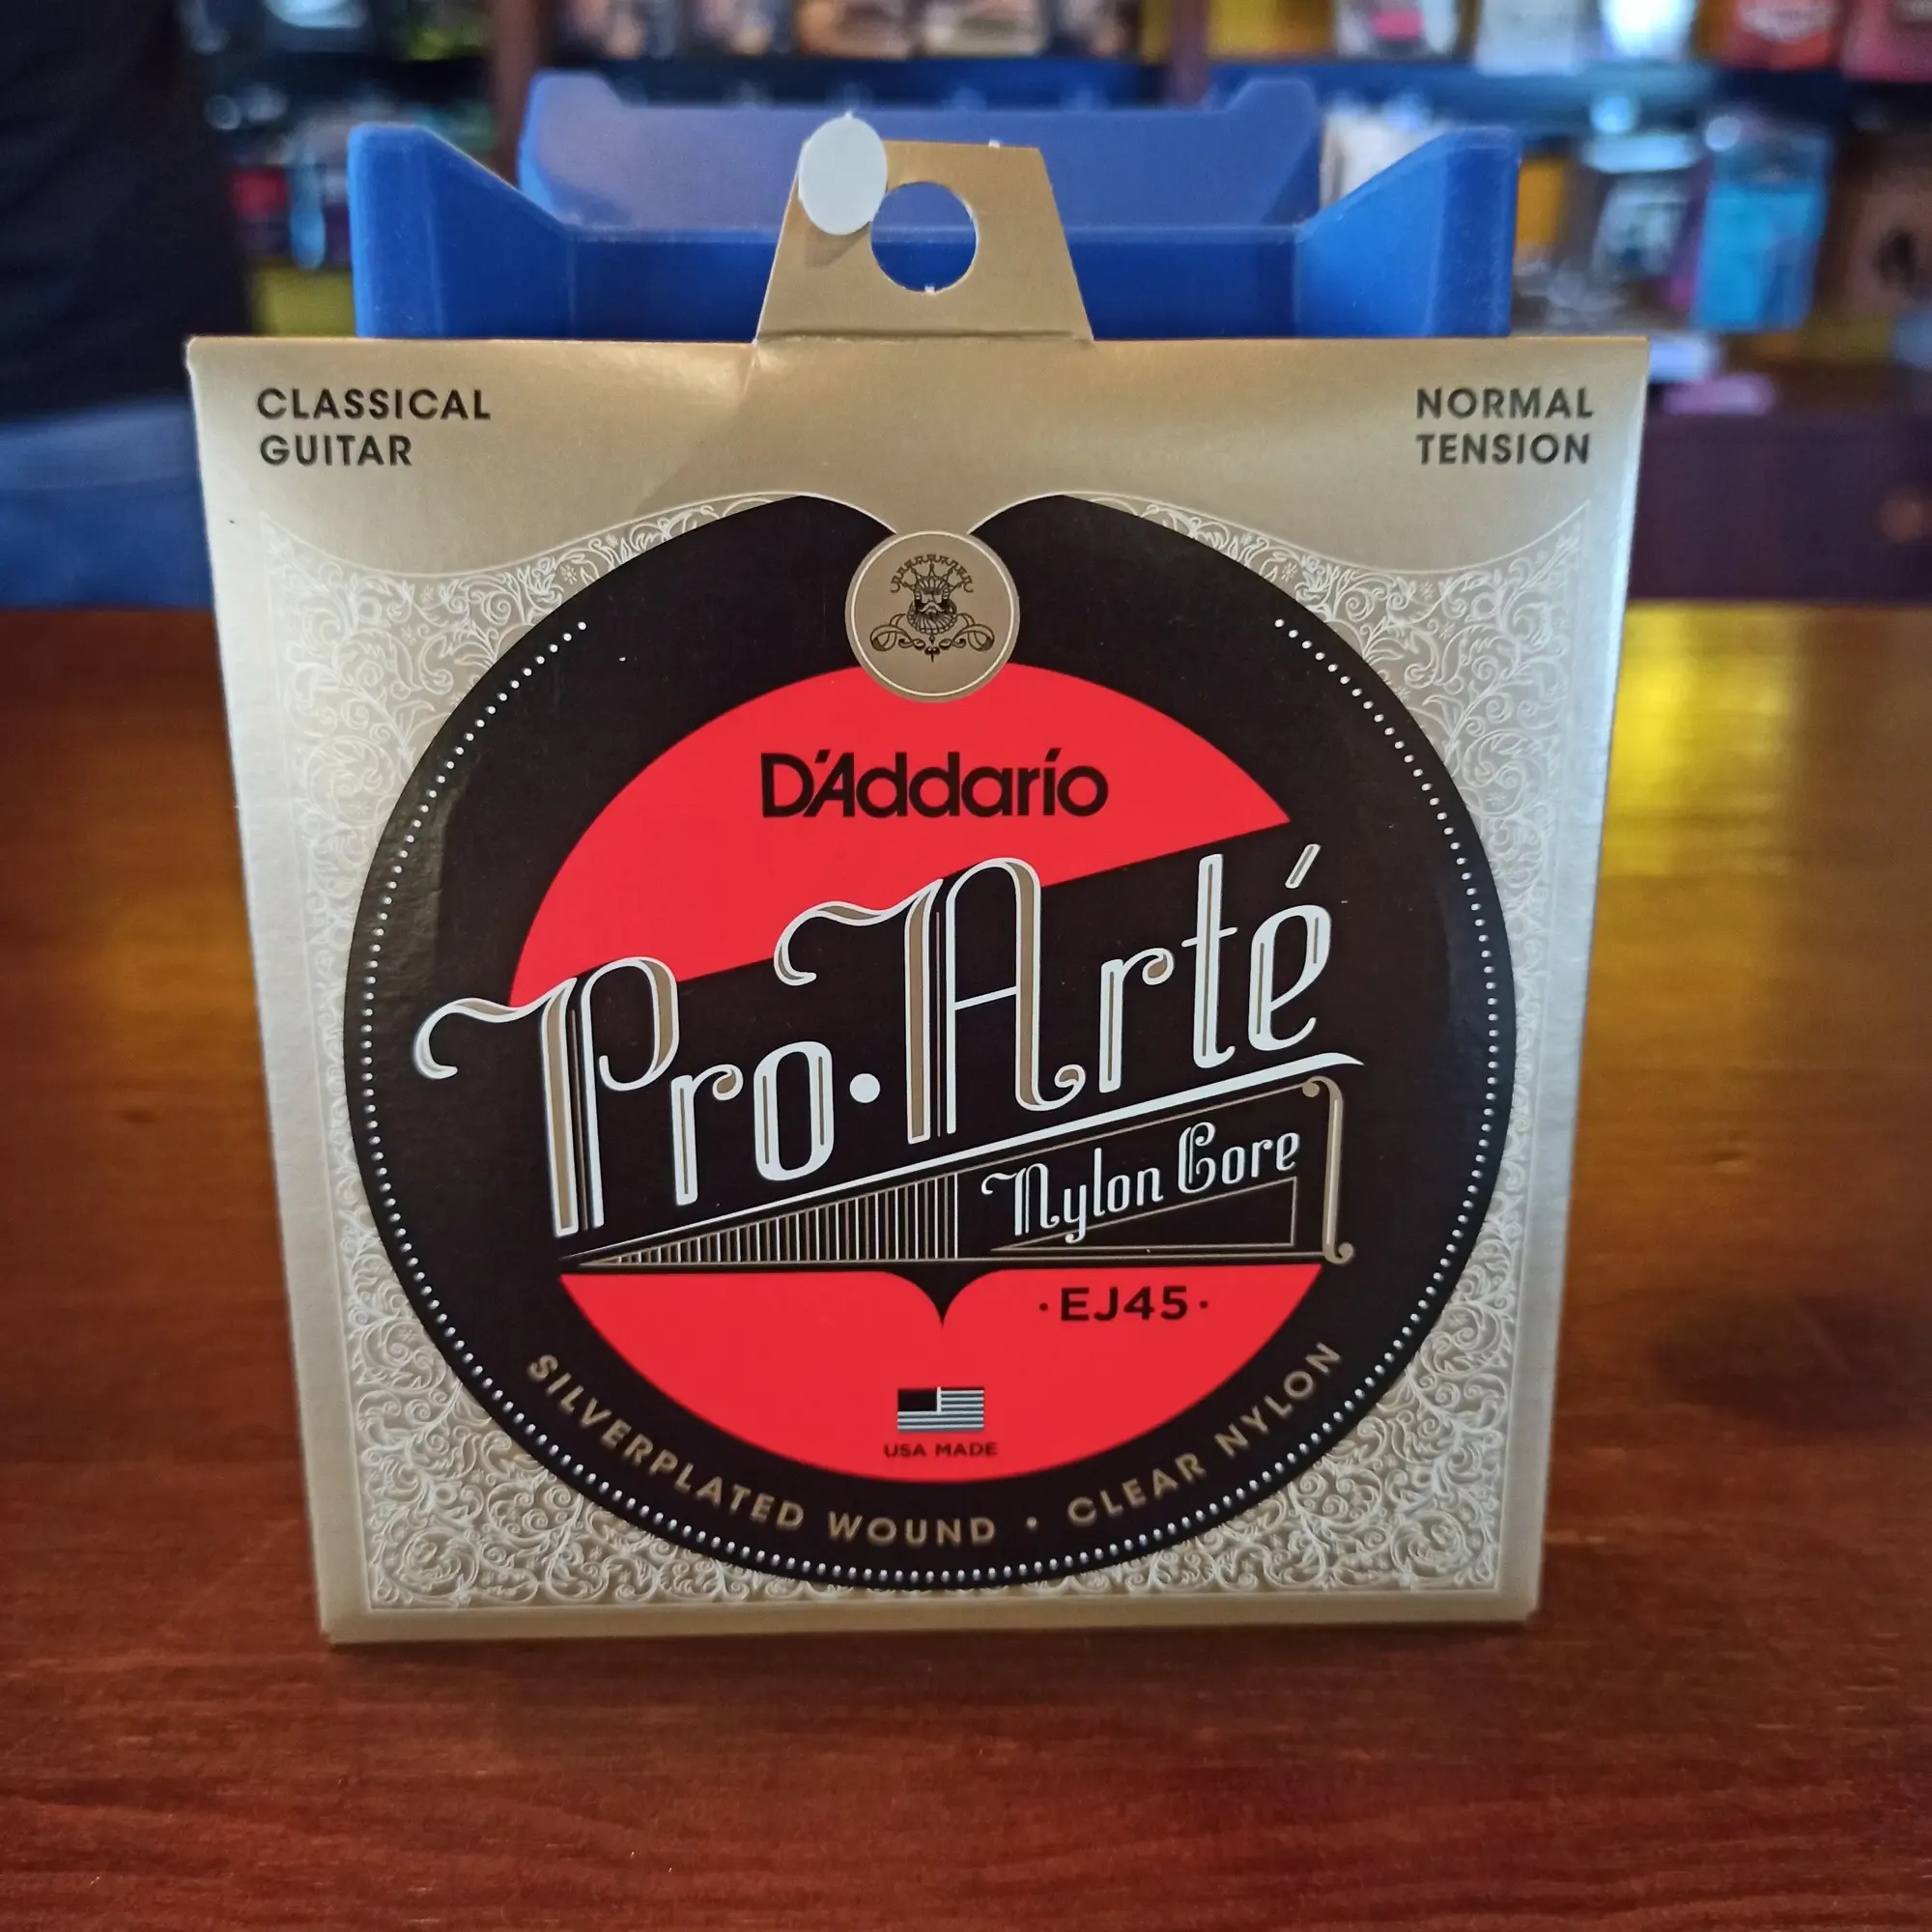 CLASSICAL
GUITAR
NORMAL
TENSION
D'Addario
Pro·Arté
Nylon Core
·EJ45·
USA MADE
SILVERPLATED WOUND • CLEAR NYLON